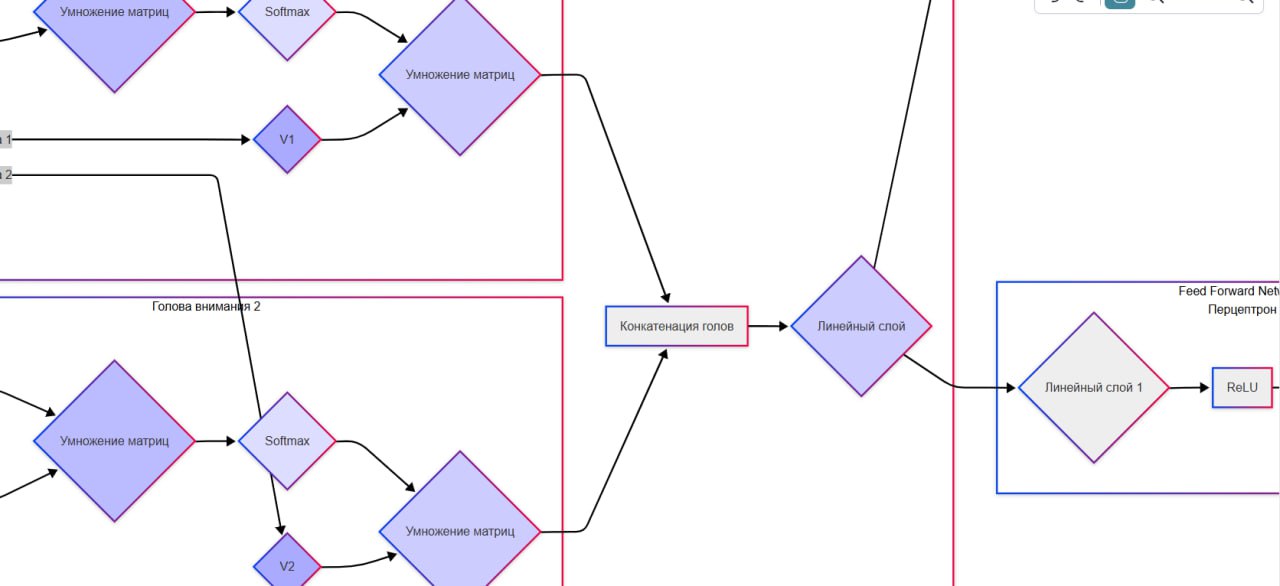 Умножение матриц
Softmax
Умножение матриц
1
V1
2
Голова внимания 2
Feed Forward
Перцептрон
Конкатенация голов
Линейный слой
Линейный слой 1
ReLU
Умножение матриц
Softmax
Умножение матриц
V2